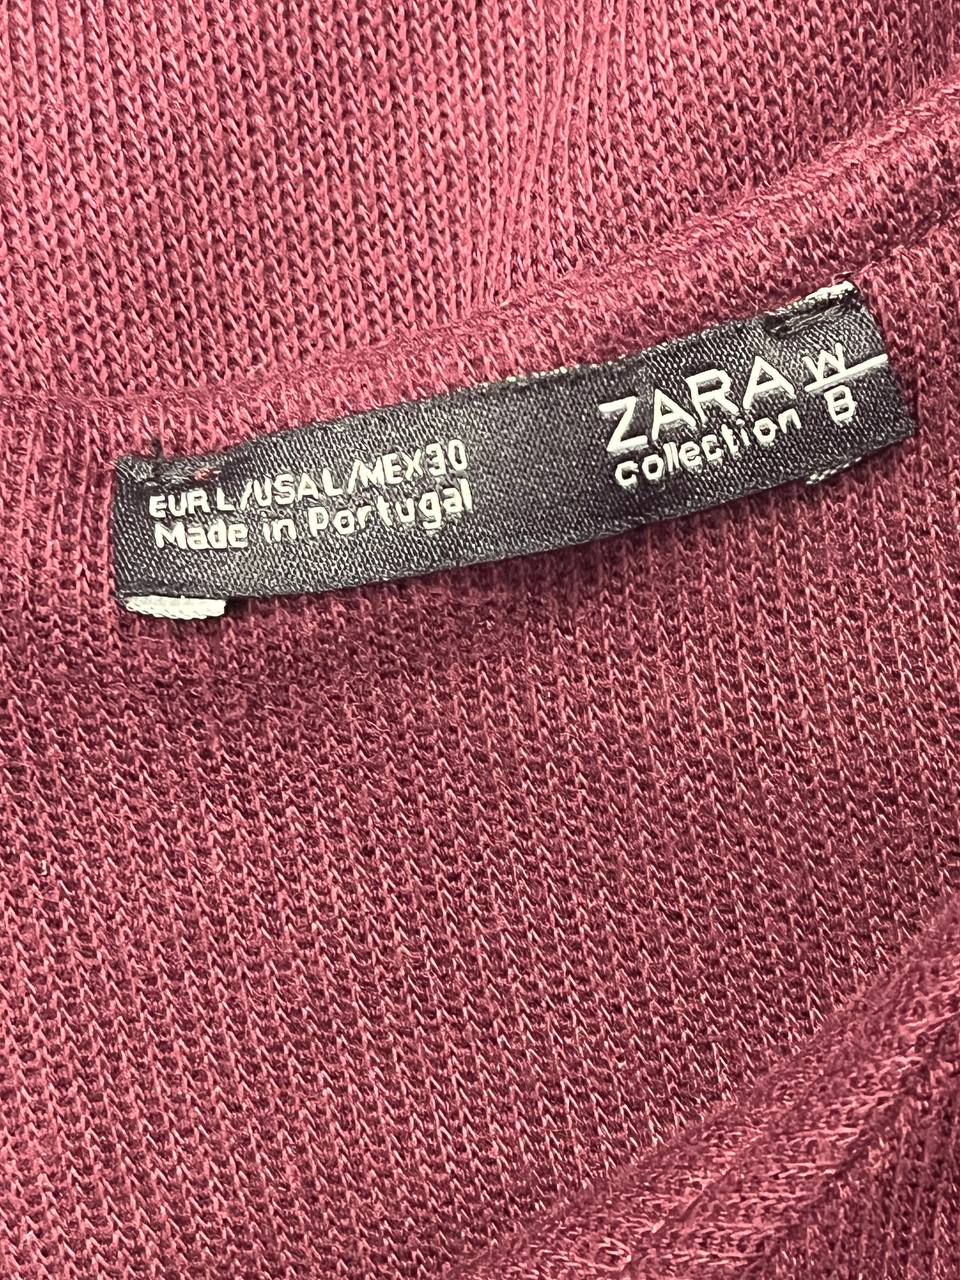 EUR L/USA L/MEX 30
Made in Portugal
ZARA W/B
collection